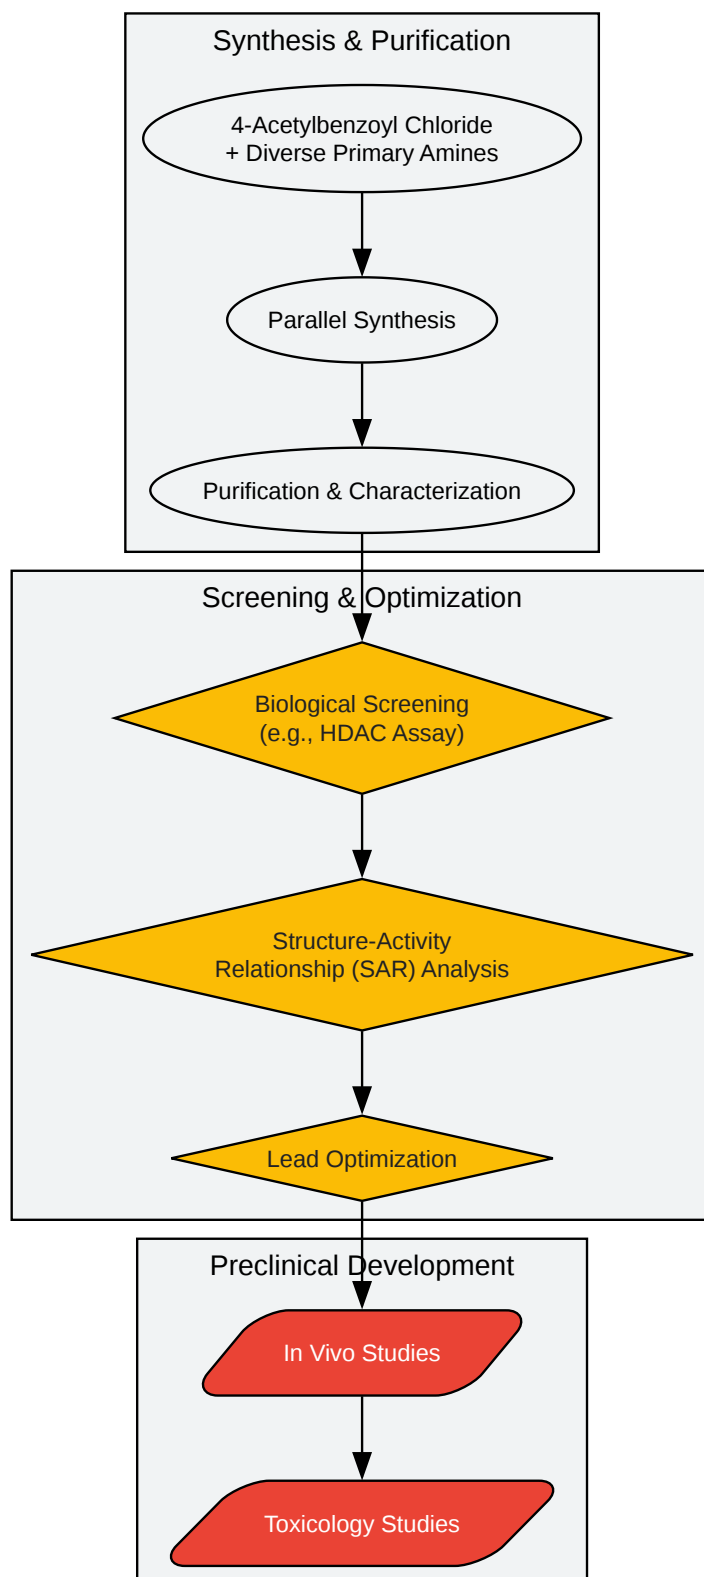 Synthesis & Purification
4-Acetylbenzoyl Chloride
+ Diverse Primary Amines
Parallel Synthesis
Purification & Characterization
Screening & Optimization
Biological Screening
(e.g., HDAC Assay)
Structure-Activity
Relationship (SAR) Analysis
Lead Optimization
Preclinical Development
In Vivo Studies
Toxicology Studies